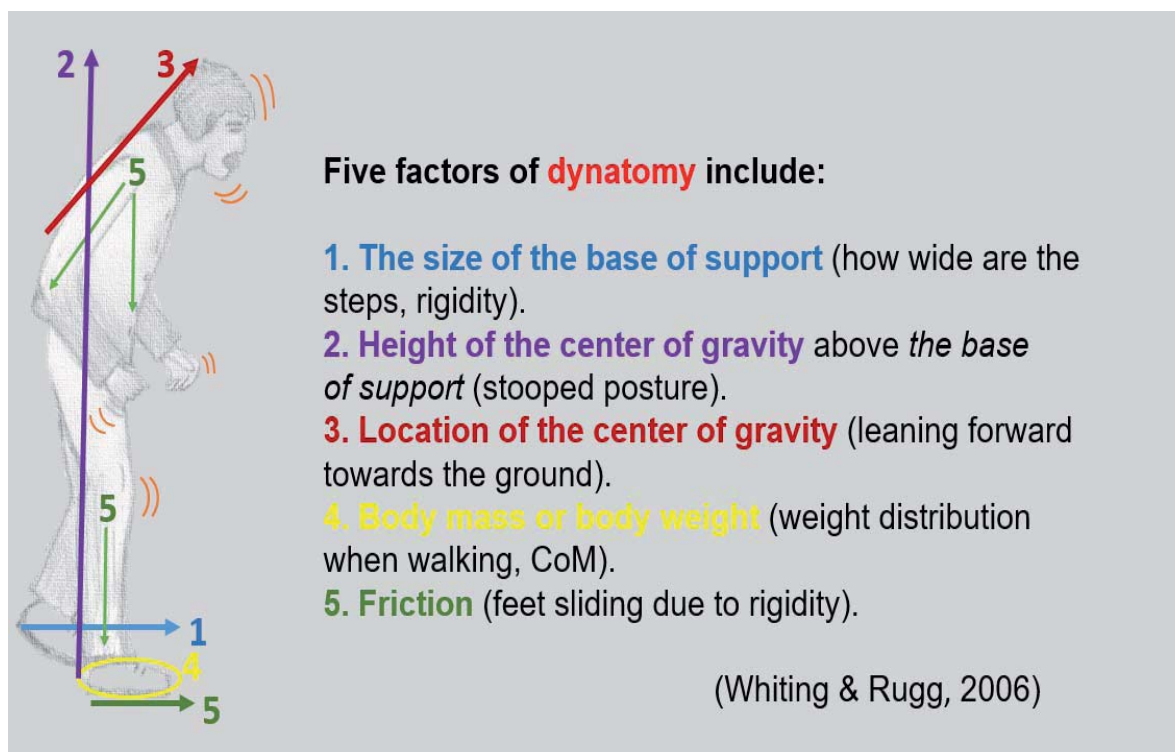 2
3
5
5
1
4
5
Five factors of dynatomy include:
1. The size of the base of support (how wide are the
steps, rigidity).
2. Height of the center of gravity above the base
of support (stooped posture).
3. Location of the center of gravity (leaning forward
towards the ground).
4. Body mass or body weight (weight distribution
when walking, CoM).
5. Friction (feet sliding due to rigidity).
(Whiting & Rugg, 2006)